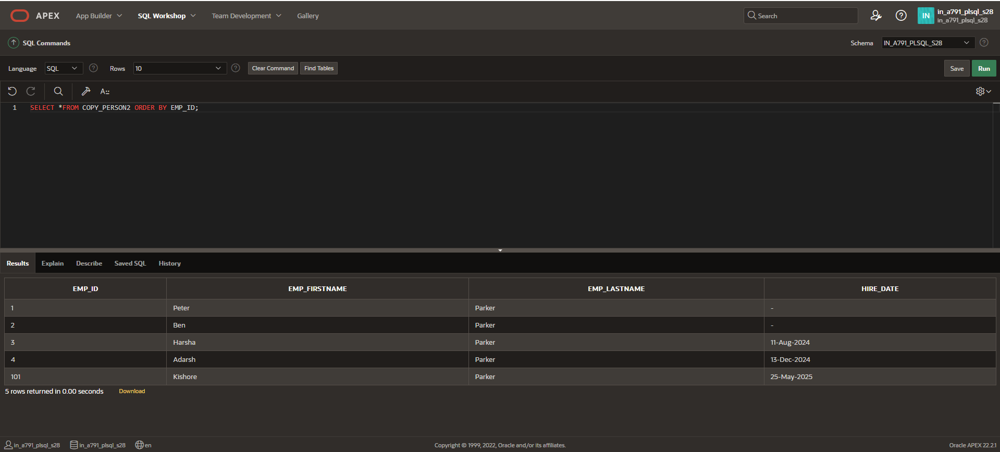 APEX App Builder SQL Workshop Team Development Gallery Search IN in_a791_plsql_s28
in_a791_plsql_s28
SQL Commands Schema IN_A791_PLSQL_S28
Language SQL Rows 10 Clear Command Find Tables Save Run
A::
1 SELECT *FROM COPY_PERSON2 ORDER BY EMP_ID;
Results Explain Describe Saved SQL History
EMP_ID EMP_FIRSTNAME EMP_LASTNAME HIRE_DATE
1 Peter Parker -
2 Ben Parker -
3 Harsha Parker 11-Aug-2024
4 Adarsh Parker 13-Dec-2024
101 Kishore Parker 25-May-2025
5 rows returned in 0.00 seconds Download
in_a791_plsql_s28 in_a791_plsql_s28 en Copyright © 1999, 2022, Oracle and/or its affiliates. Oracle APEX 22.2.1